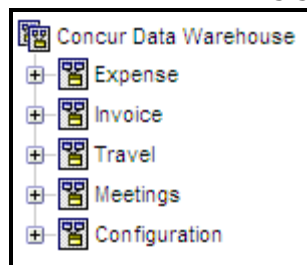 Concur Data Warehouse
Expense
Invoice
Travel
Meetings
Configuration